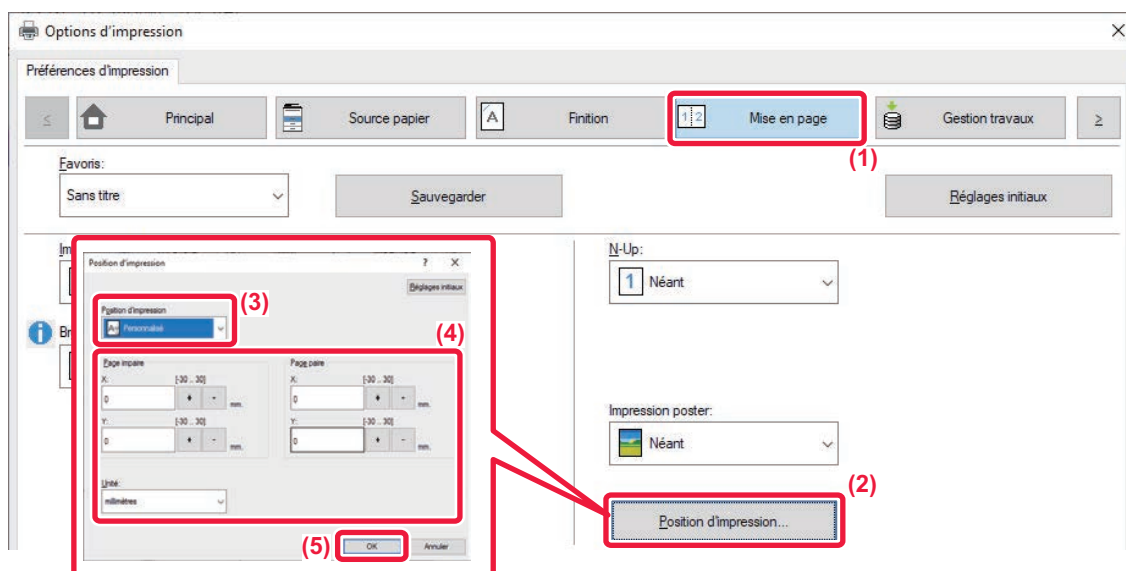 Options d'impression
Préférences d'impression
Principal
Source papier
Finition
Mise en page
Gestion travaux
(1)
Favoris:
Sans titre
Sauvegarder
Réglages initiaux
Im
N-Up:
1 Néant
Br
Position d'impression ? X
Réglages initiaux
(3)
Position d'impression
Personnalisé
(4)
Page impaire
Page paire
X: [-30 .. 30]
X: [-30 .. 30]
0 + - mm.
0 + - mm.
Y: [-30 .. 30]
Y: [-30 .. 30]
0 + - mm.
0 + - mm.
Unité:
millimètres
(5)
OK
Annuler
Impression poster:
Néant
(2)
Position d'impression...